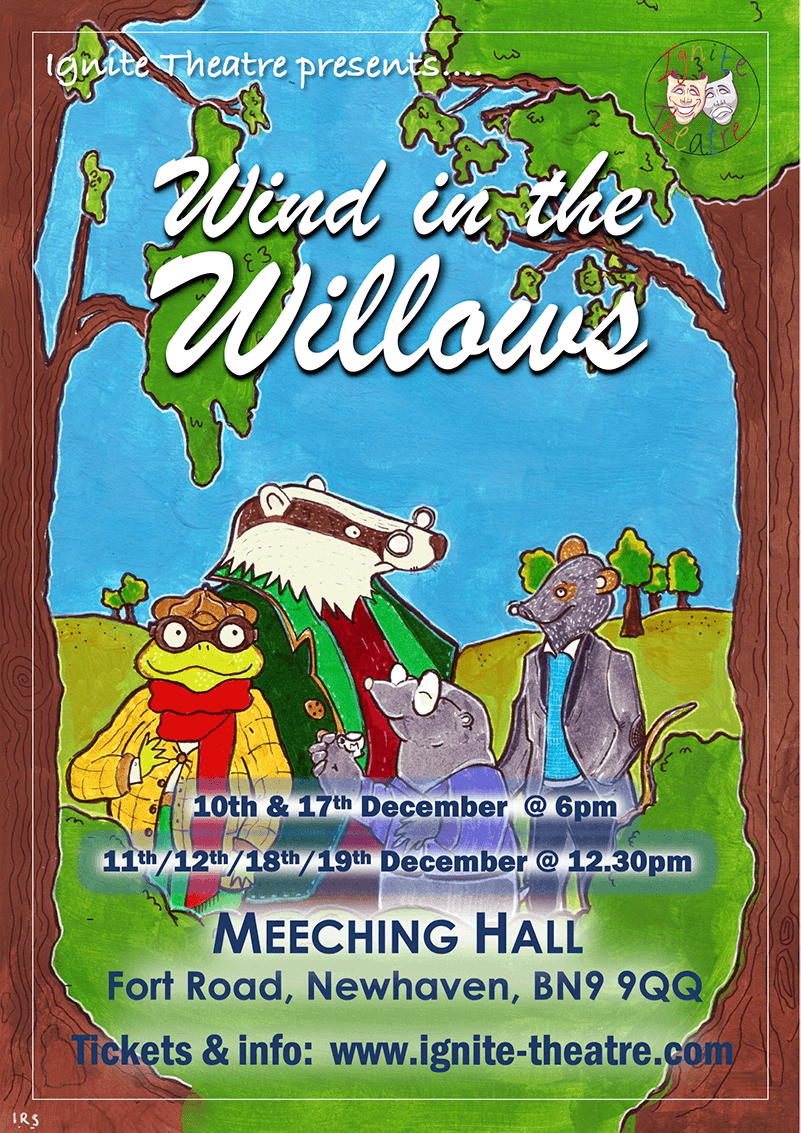 Ignite Theatre presents....
Ignite
Theatre
Wind in the
Willows
10th & 17th December @ 6pm
11th/12th/18th/19th December @ 12.30pm
MEECHING HALL
Fort Road, Newhaven, BN9 9QQ
Tickets & info: www.ignite-theatre.com
I.R.S